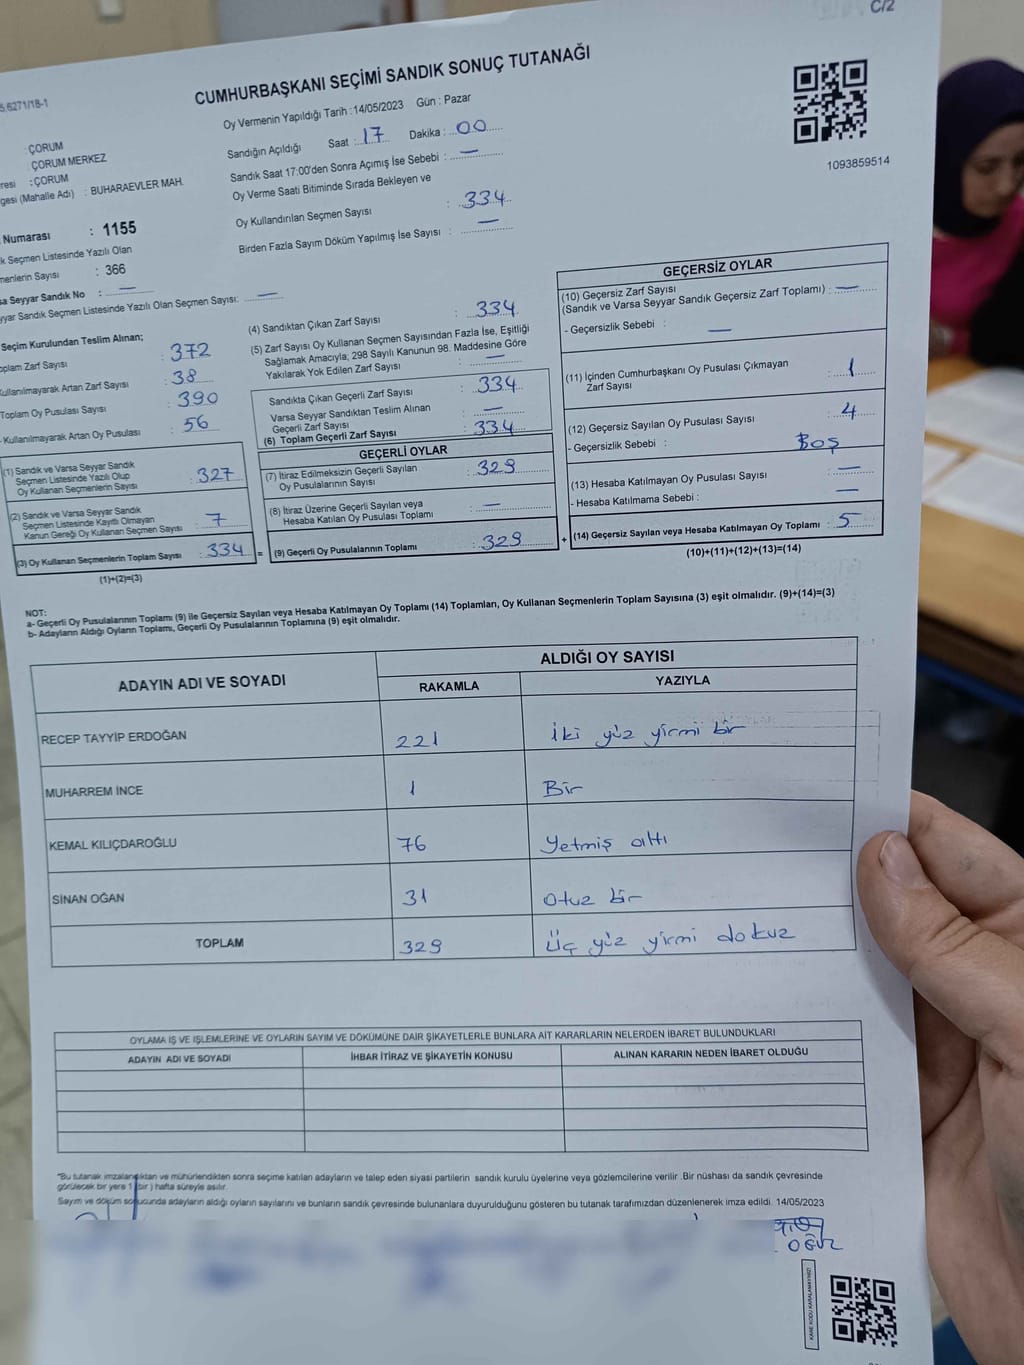 C/2
6271/18-1
CUMHURBAŞKANI SEÇİMİ SANDIK SONUÇ TUTANAĞI
Oy Vermenin Yapıldığı Tarih :14/05/2023 Gün : Pazar
: ÇORUM
: ÇORUM MERKEZ
: ÇORUM
(Mahalle Adı) : BUHARAEVLER MAH.
Numarası : 1155
Seçmen Listesinde Yazılı Olan
Sayısı : 366
Seyyar Sandık No : —
Sandık Seçmen Listesinde Yazılı Olan Seçmen Sayısı: —
Sandığın Açıldığı Saat : 17 Dakika : 00
Sandık Saat 17:00'den Sonra Açımış İse Sebebi : —
Oy Verme Saati Bitiminde Sırada Bekleyen ve
Oy Kullandırılan Seçmen Sayısı : 334
Birden Fazla Sayım Döküm Yapılmış İse Sayısı : —
1093859514
Seçim Kurulundan Teslim Alınan;
Zarf Sayısı : 372
Kullanılmayarak Artan Zarf Sayısı : 38
Toplam Oy Pusulası Sayısı : 390
Kullanılmayarak Artan Oy Pusulası : 56
(1) Sandık ve Varsa Seyyar Sandık
Seçmen Listesinde Yazılı Olup
Oy Kullanan Seçmenlerin Sayısı : 327
(2) Sandık ve Varsa Seyyar Sandık
Seçmen Listesinde Kayıtlı Olmayan
Kanun Gereği Oy Kullanan Seçmen Sayısı : 7
(3) Oy Kullanan Seçmenlerin Toplam Sayısı : 334 =
(1)+(2)=(3)
(4) Sandıktan Çıkan Zarf Sayısı : 334
(5) Zarf Sayısı Oy Kullanan Seçmen Sayısından Fazla İse, Eşitliği
Sağlamak Amacıyla, 298 Sayılı Kanunun 98. Maddesine Göre
Yakılarak Yok Edilen Zarf Sayısı : —
Sandıkta Çıkan Geçerli Zarf Sayısı : 334
Varsa Seyyar Sandıktan Teslim Alınan
Geçerli Zarf Sayısı : —
(6) Toplam Geçerli Zarf Sayısı : 334
GEÇERLİ OYLAR
(7) İtiraz Edilmeksizin Geçerli Sayılan
Oy Pusulalarının Sayısı : 329
(8) İtiraz Üzerine Geçerli Sayılan veya
Hesaba Katılan Oy Pusulası Toplamı : —
(9) Geçerli Oy Pusulalarının Toplamı : 329 +
GEÇERSİZ OYLAR
(10) Geçersiz Zarf Sayısı
(Sandık ve Varsa Seyyar Sandık Geçersiz Zarf Toplamı) : —
- Geçersizlik Sebebi : —
(11) İçinden Cumhurbaşkanı Oy Pusulası Çıkmayan
Zarf Sayısı : 1
(12) Geçersiz Sayılan Oy Pusulası Sayısı : 4
- Geçersizlik Sebebi : Boş
(13) Hesaba Katılmayan Oy Pusulası Sayısı : —
- Hesaba Katılmama Sebebi : —
(14) Geçersiz Sayılan veya Hesaba Katılmayan Oy Toplamı : 5
(10)+(11)+(12)+(13)=(14)
NOT:
a- Geçerli Oy Pusulalarının Toplamı (9) ile Geçersiz Sayılan veya Hesaba Katılmayan Oy Toplamı (14) Toplamları, Oy Kullanan Seçmenlerin Toplam Sayısına (3) eşit olmalıdır. (9)+(14)=(3)
b- Adayların Aldığı Oyların Toplamı, Geçerli Oy Pusulalarının Toplamına (9) eşit olmalıdır.
ADAYIN ADI VE SOYADI ALDIĞI OY SAYISI
RAKAMLA YAZIYLA
RECEP TAYYİP ERDOĞAN 221 İki yüz yirmi bir
MUHARREM İNCE 1 Bir
KEMAL KILIÇDAROĞLU 76 Yetmiş altı
SİNAN OĞAN 31 Otuz bir
TOPLAM 329 Üç yüz yirmi dokuz
OYLAMA İŞ VE İŞLEMLERİNE VE OYLARIN SAYIM VE DÖKÜMÜNE DAİR ŞİKAYETLERLE BUNLARA AİT KARARLARIN NELERDEN İBARET BULUNDUKLARI
ADAYIN ADI VE SOYADI İHBAR İTİRAZ VE ŞİKAYETİN KONUSU ALINAN KARARIN NEDEN İBARET OLDUĞU
"Bu tutanak imzalandıktan ve mühürlendikten sonra seçime katılan adayların ve talep eden siyasi partilerin sandık kurulu üyelerine veya gözlemcilerine verilir .Bir nüshası da sandık çevresinde
görülecek bir yere 1 ( bir ) hafta süreyle asılır.
Sayım ve döküm sonucunda adayların aldığı oyların sayılarını ve bunların sandık çevresinde bulunanlara duyurulduğunu gösteren bu tutanak tarafımızdan düzenlenerek imza edildi. 14/05/2023
OĞUZ
KARE KODU KARALAMAYINIZ!